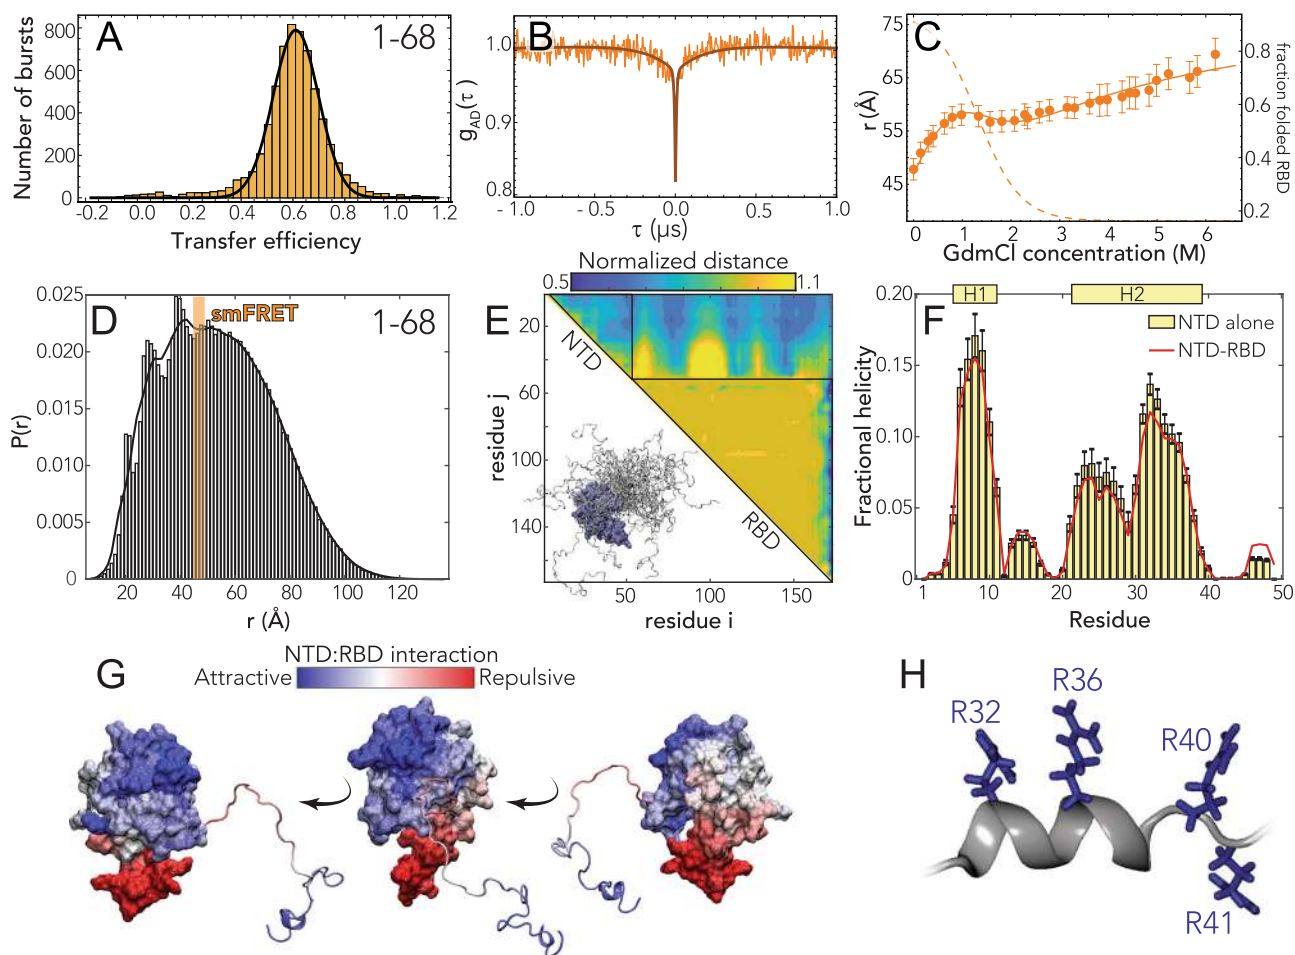 A
1-68
Number of bursts
800
600
400
200
0
-0.2
0.0
0.2
0.4
0.6
0.8
1.0
1.2
Transfer efficiency
B
gAD(τ)
1.0
0.9
0.8
-1.0
-0.5
0
0.5
1.0
τ (µs)
C
r (Å)
75
65
55
45
0
1
2
3
4
5
6
GdmCl concentration (M)
0.8
0.6
0.4
0.2
fraction folded RBD
D
smFRET
1-68
P(r)
0.025
0.020
0.015
0.010
0.005
0
20
40
60
80
100
120
r (Å)
Normalized distance
0.5
1.1
E
NTD
RBD
residue j
20
60
100
140
50
100
150
residue i
H1
H2
F
NTD alone
NTD-RBD
Fractional helicity
0.20
0.15
0.10
0.05
0
1
10
20
30
40
50
Residue
G
NTD:RBD interaction
Attractive
Repulsive
H
R32
R36
R40
R41